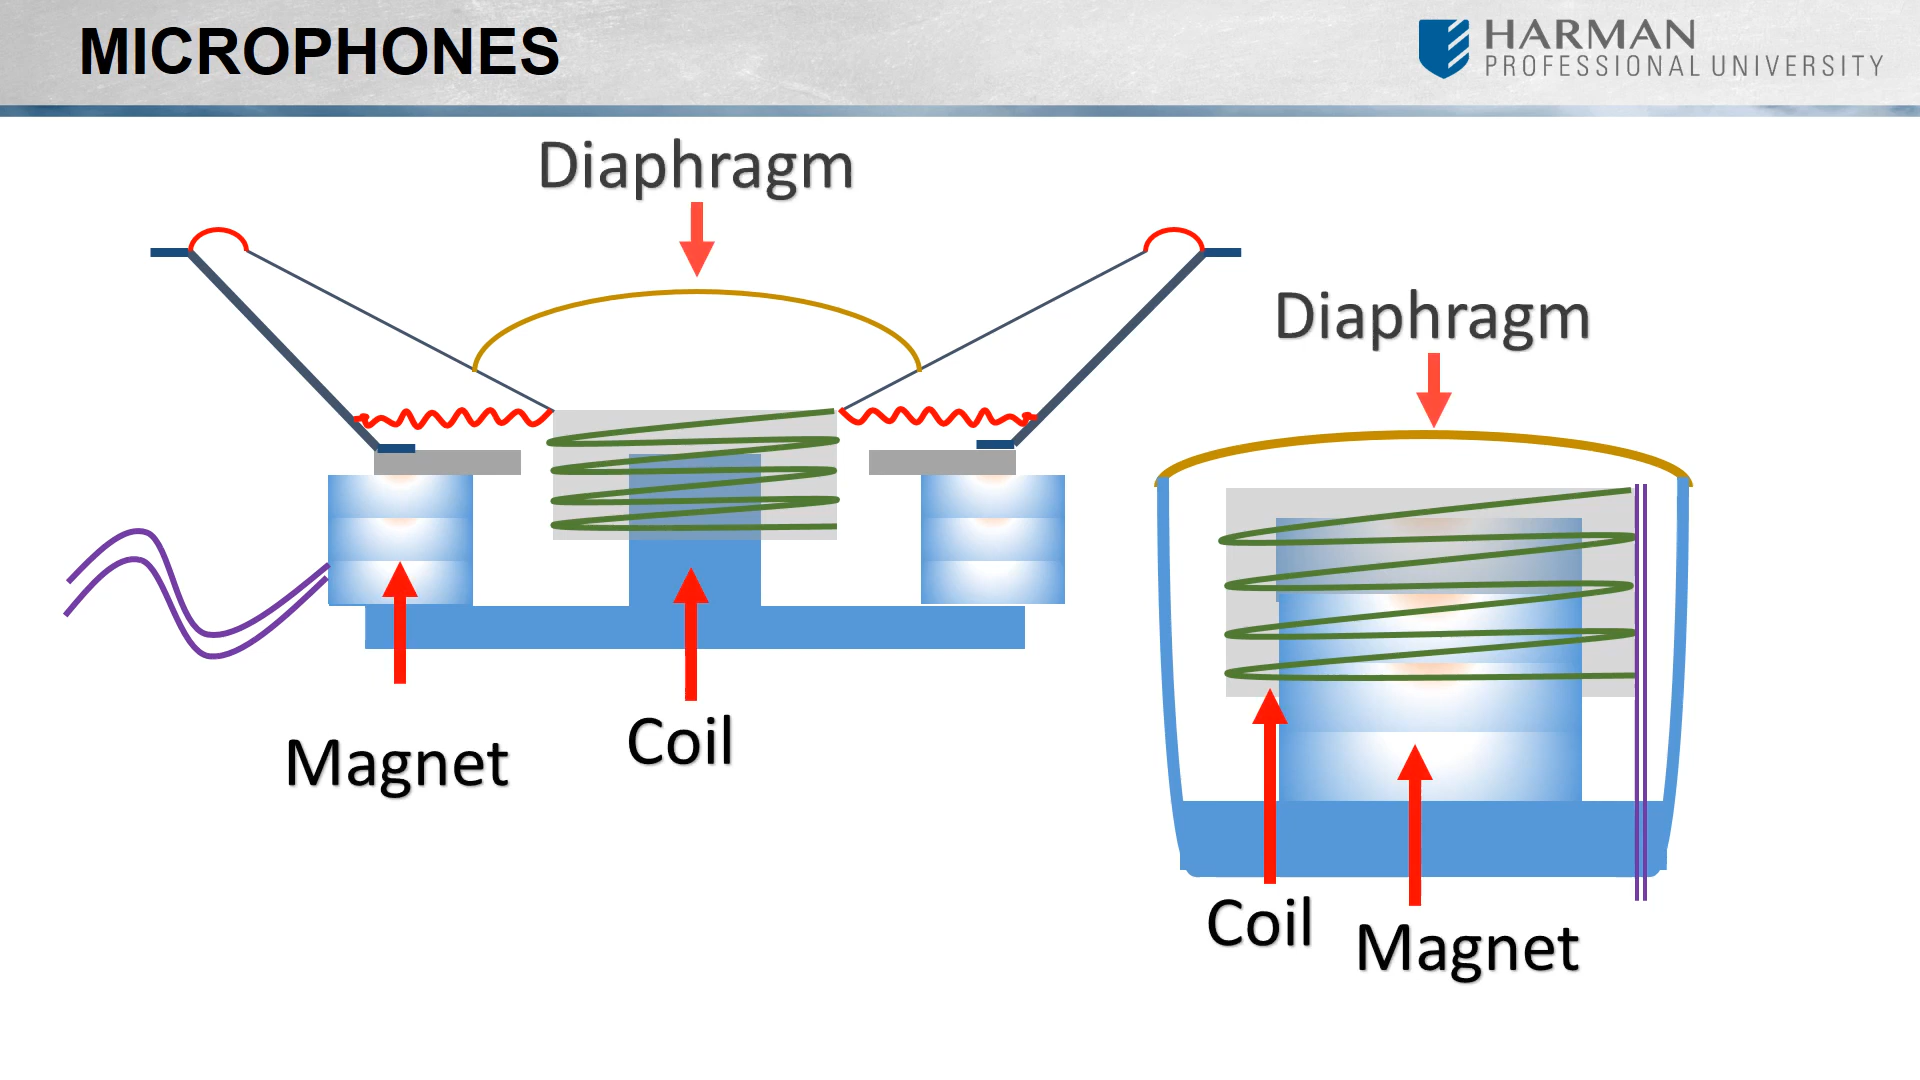 MICROPHONES
HARMAN
PROFESSIONAL UNIVERSITY
Diaphragm
Diaphragm
Magnet
Coil
Coil
Magnet